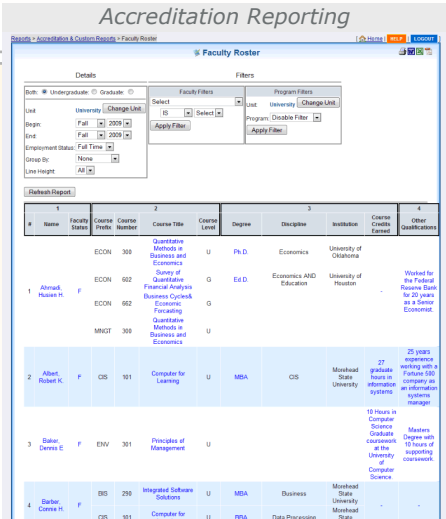 Accreditation Reporting
Reports > Accreditation & Custom Reports > Faculty Roster
[ Home | HELP | LOGOUT
Faculty Roster
Details
Filters
Both: Undergraduate: Graduate:
Unit University Change Unit
Begin: Fall 2009
End: Fall 2009
Employment Status: Full Time
Group By: None
Line Height: All
Faculty Filters
Select
IS Select
Apply Filter
Program Filters
Unit University Change Unit
Program: Disable Filter
Apply Filter
Refresh Report
1 2 3 4
# Name Faculty Status Course Prefix Course Number Course Title Course Level Degree Discipline Institution Course Credits Earned Other Qualifications
1 Ahmadi, Husien H. F
ECON 300 Quantitative Methods in Business and Economics U
ECON 602 Survey of Quantitative Financial Analysis G
ECON 662 Business Cycles& Economic Forcasting G
MNGT 300 Quantitative Methods in Business and Economics U
Ph.D. Economics University of Oklahoma
Ed.D. Economics AND Education University of Houston
-
Worked for the Federal Reserve Bank for 20 years as a Senior Economist.
2 Albert, Robert K. F CIS 101 Computer for Learning U MBA CIS Morehead State University 27 graduate hours in information systems 25 years experience working with a Fortune 500 company as an information systems manager
3 Baker, Dennis E F ENV 301 Principles of Management U 10 Hours in Computer Science Graduate coursework at the University of Computer Science. Masters Degree with 10 hours of supporting coursework
4 Barber, Connie H. F
BIS 290 Integrated Software Solutions U MBA Business Morehead State University
CIS 101 Computer for U BBA Data Processing Morehead State
- -